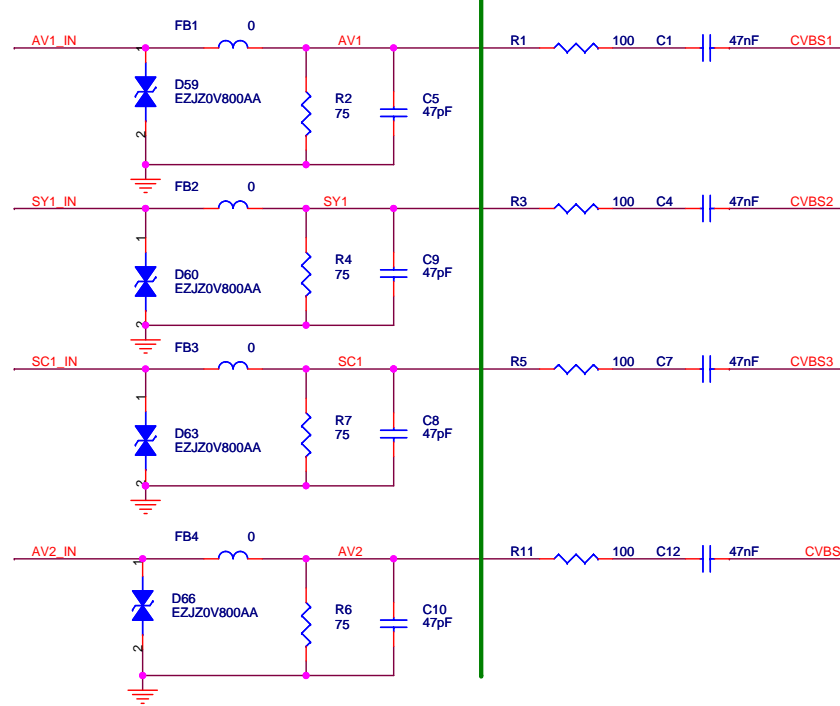 FB1 0
AV1_IN AV1 R1 100 C1 47nF CVBS1
1
D59
EZJZ0V800AA
R2
75
C5
47pF
2
FB2 0
SY1_IN SY1 R3 100 C4 47nF CVBS2
1
D60
EZJZ0V800AA
R4
75
C9
47pF
2
FB3 0
SC1_IN SC1 R5 100 C7 47nF CVBS3
1
D63
EZJZ0V800AA
R7
75
C8
47pF
2
FB4 0
AV2_IN AV2 R11 100 C12 47nF CVBS
1
D66
EZJZ0V800AA
R6
75
C10
47pF
2